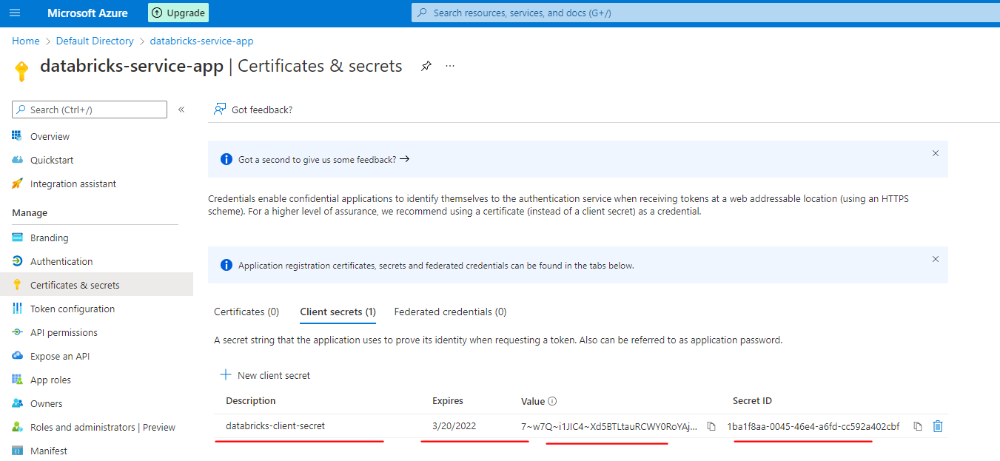 Microsoft Azure
Upgrade
Search resources, services, and docs (G+/)
Home > Default Directory > databricks-service-app
databricks-service-app | Certificates & secrets
...
Search (Ctrl+/)
«
Got feedback?
Overview
Quickstart
Integration assistant
Manage
Branding
Authentication
Certificates & secrets
Token configuration
API permissions
Expose an API
App roles
Owners
Roles and administrators | Preview
Manifest
Got a second to give us some feedback? →
Credentials enable confidential applications to identify themselves to the authentication service when receiving tokens at a web addressable location (using an HTTPS
scheme). For a higher level of assurance, we recommend using a certificate (instead of a client secret) as a credential.
Application registration certificates, secrets and federated credentials can be found in the tabs below.
Certificates (0) Client secrets (1) Federated credentials (0)
A secret string that the application uses to prove its identity when requesting a token. Also can be referred to as application password.
New client secret
Description Expires Value Secret ID
databricks-client-secret 3/20/2022 7~w7Q~i1JIC4~Xd5BTLtauRCWY0RoYAj... 1ba1f8aa-0045-46e4-a6fd-cc592a402cbf